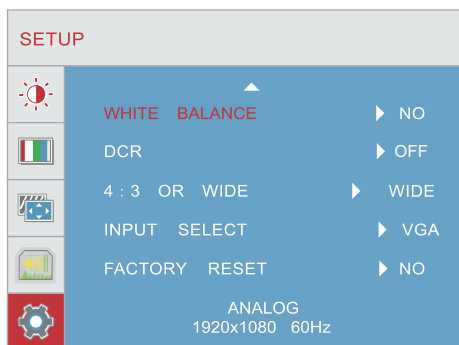 SETUP
WHITE BALANCE NO
DCR OFF
4 : 3 OR WIDE WIDE
INPUT SELECT VGA
FACTORY RESET NO
ANALOG
1920x1080 60Hz